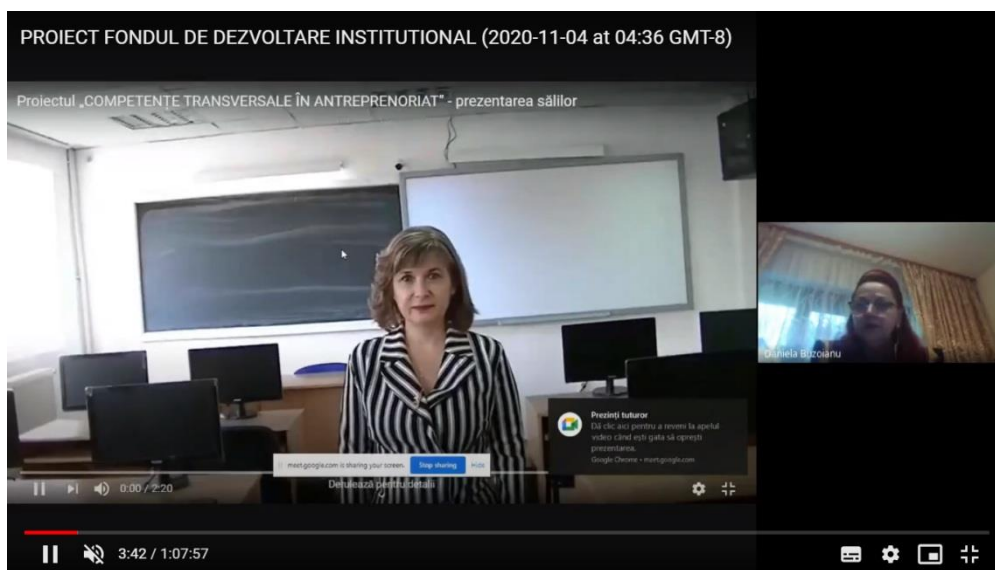 PROIECT FONDUL DE DEZVOLTARE INSTITUTIONAL (2020-11-04 at 04:36 GMT-8)
Proiectul „COMPETENȚE TRANSVERSALE ÎN ANTREPRENORIAT” - prezentarea sălilor
Daniela Buzoianu
Prezinți tuturor
Dă clic aici pentru a reveni la apelul
video când ești gata să oprești
prezentarea.
Google Chrome • meet.google.com
meet.google.com is sharing your screen.
Stop sharing
Hide
0:00 / 2:20
Derulează pentru detalii
3:42 / 1:07:57